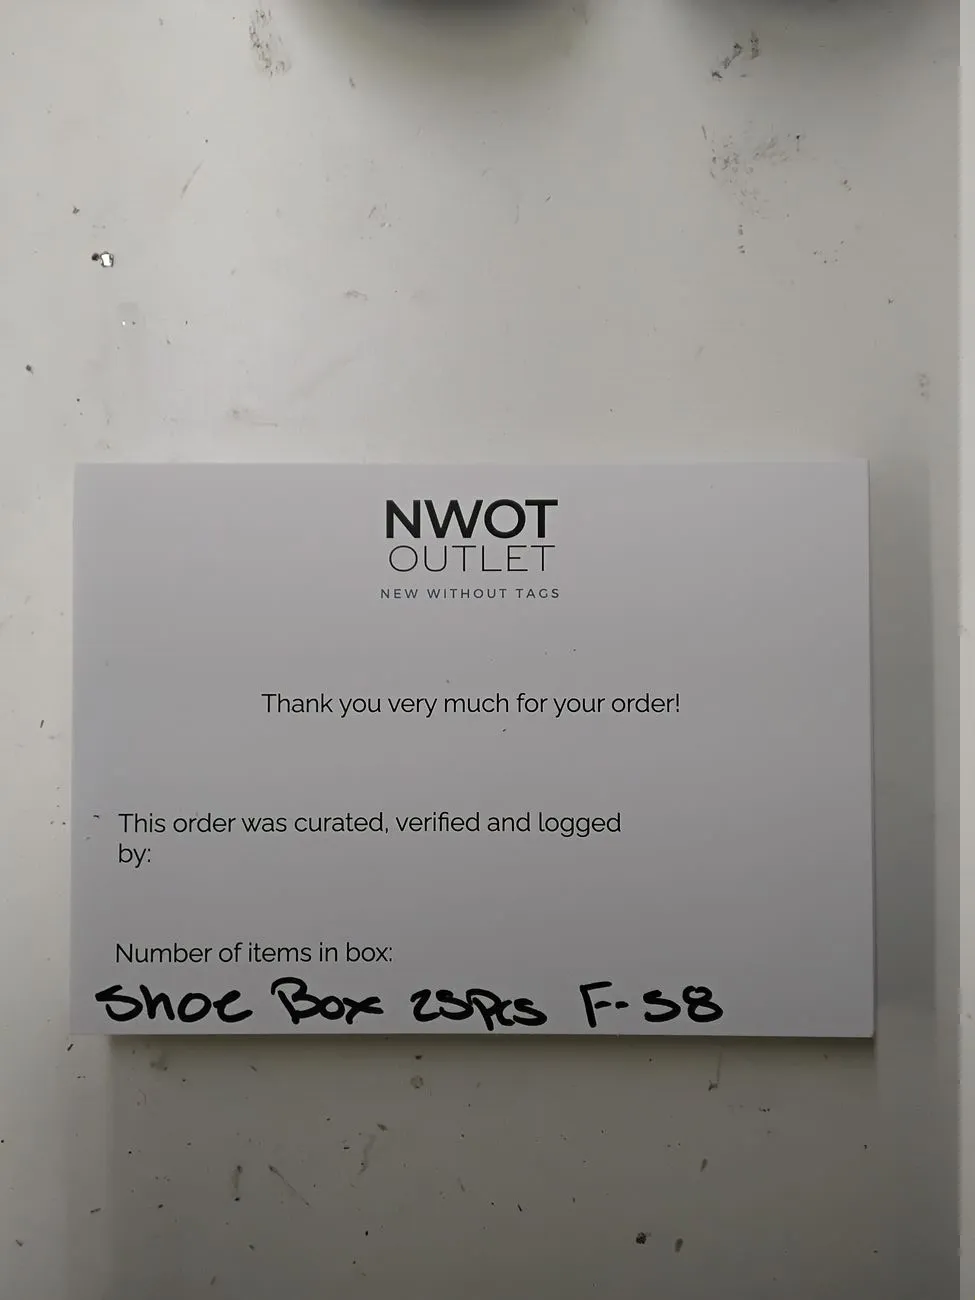 NWOT
OUTLET
NEW WITHOUT TAGS
Thank you very much for your order!
This order was curated, verified and logged
by:
Number of items in box:
Shoe Box 25Pcs F-58